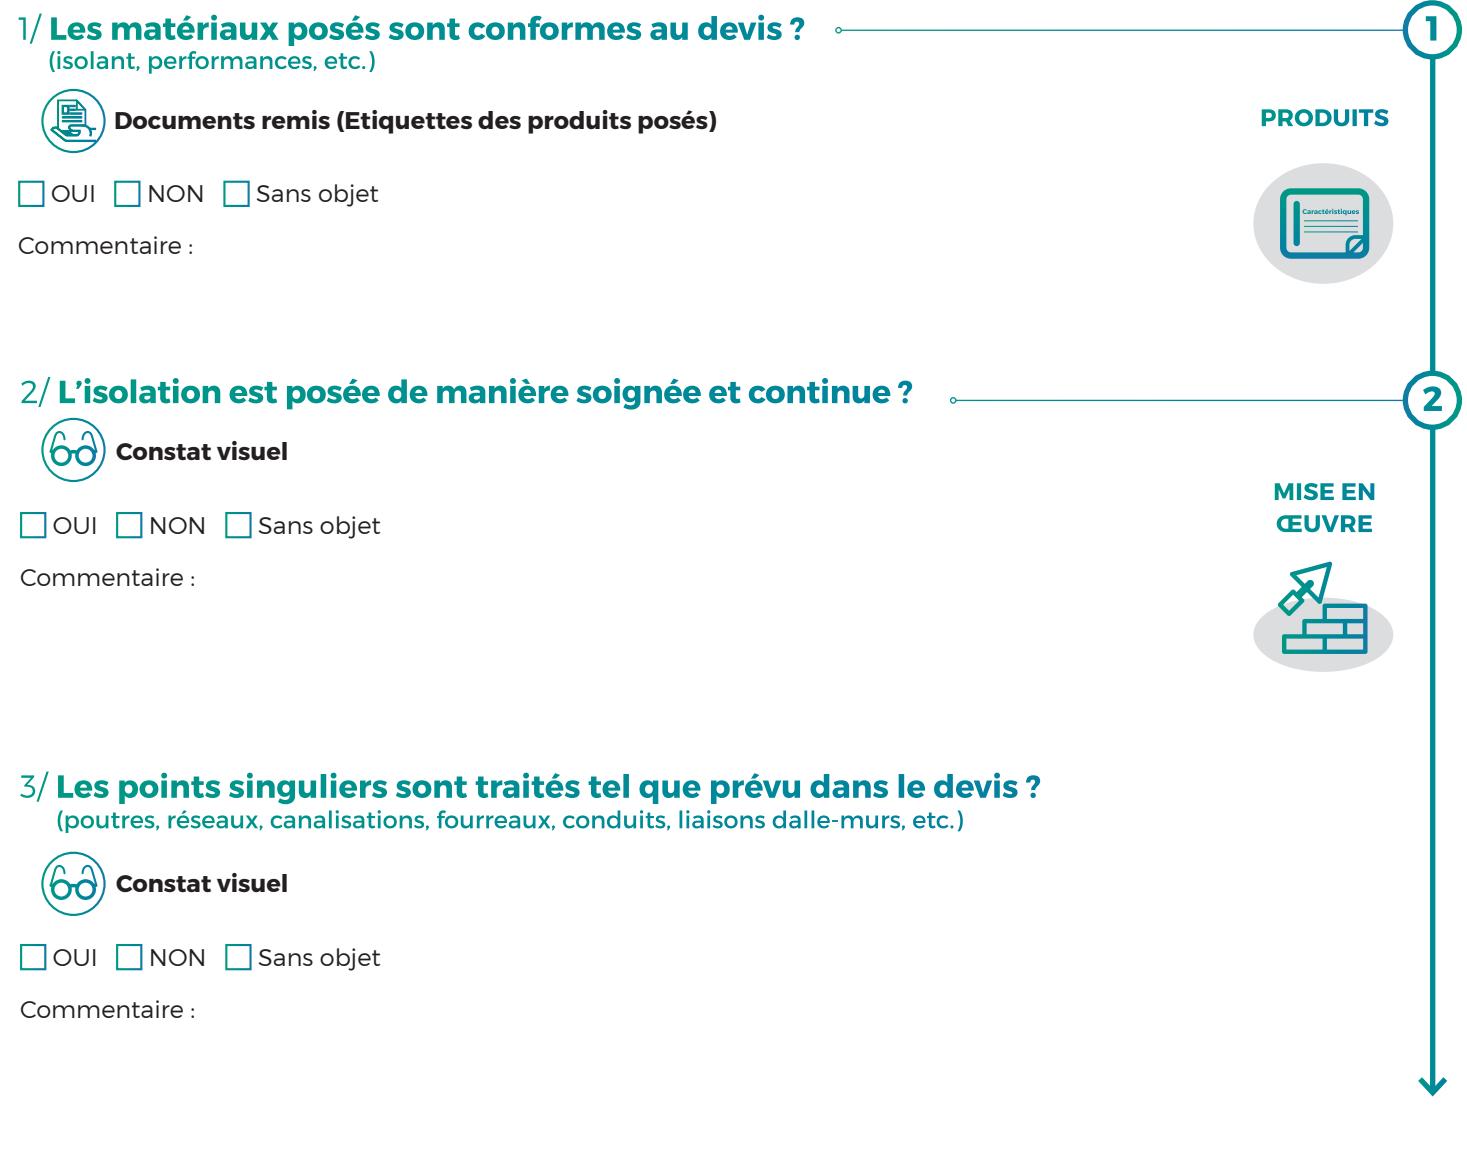 1/ Les matériaux posés sont conformes au devis ?
(isolant, performances, etc.)
1
Documents remis (Etiquettes des produits posés)
PRODUITS
OUI NON Sans objet
Caractéristiques
Commentaire :
2/ L’isolation est posée de manière soignée et continue ?
2
Constat visuel
MISE EN
ŒUVRE
OUI NON Sans objet
Commentaire :
3/ Les points singuliers sont traités tel que prévu dans le devis ?
(poutres, réseaux, canalisations, fourreaux, conduits, liaisons dalle-murs, etc.)
Constat visuel
OUI NON Sans objet
Commentaire :